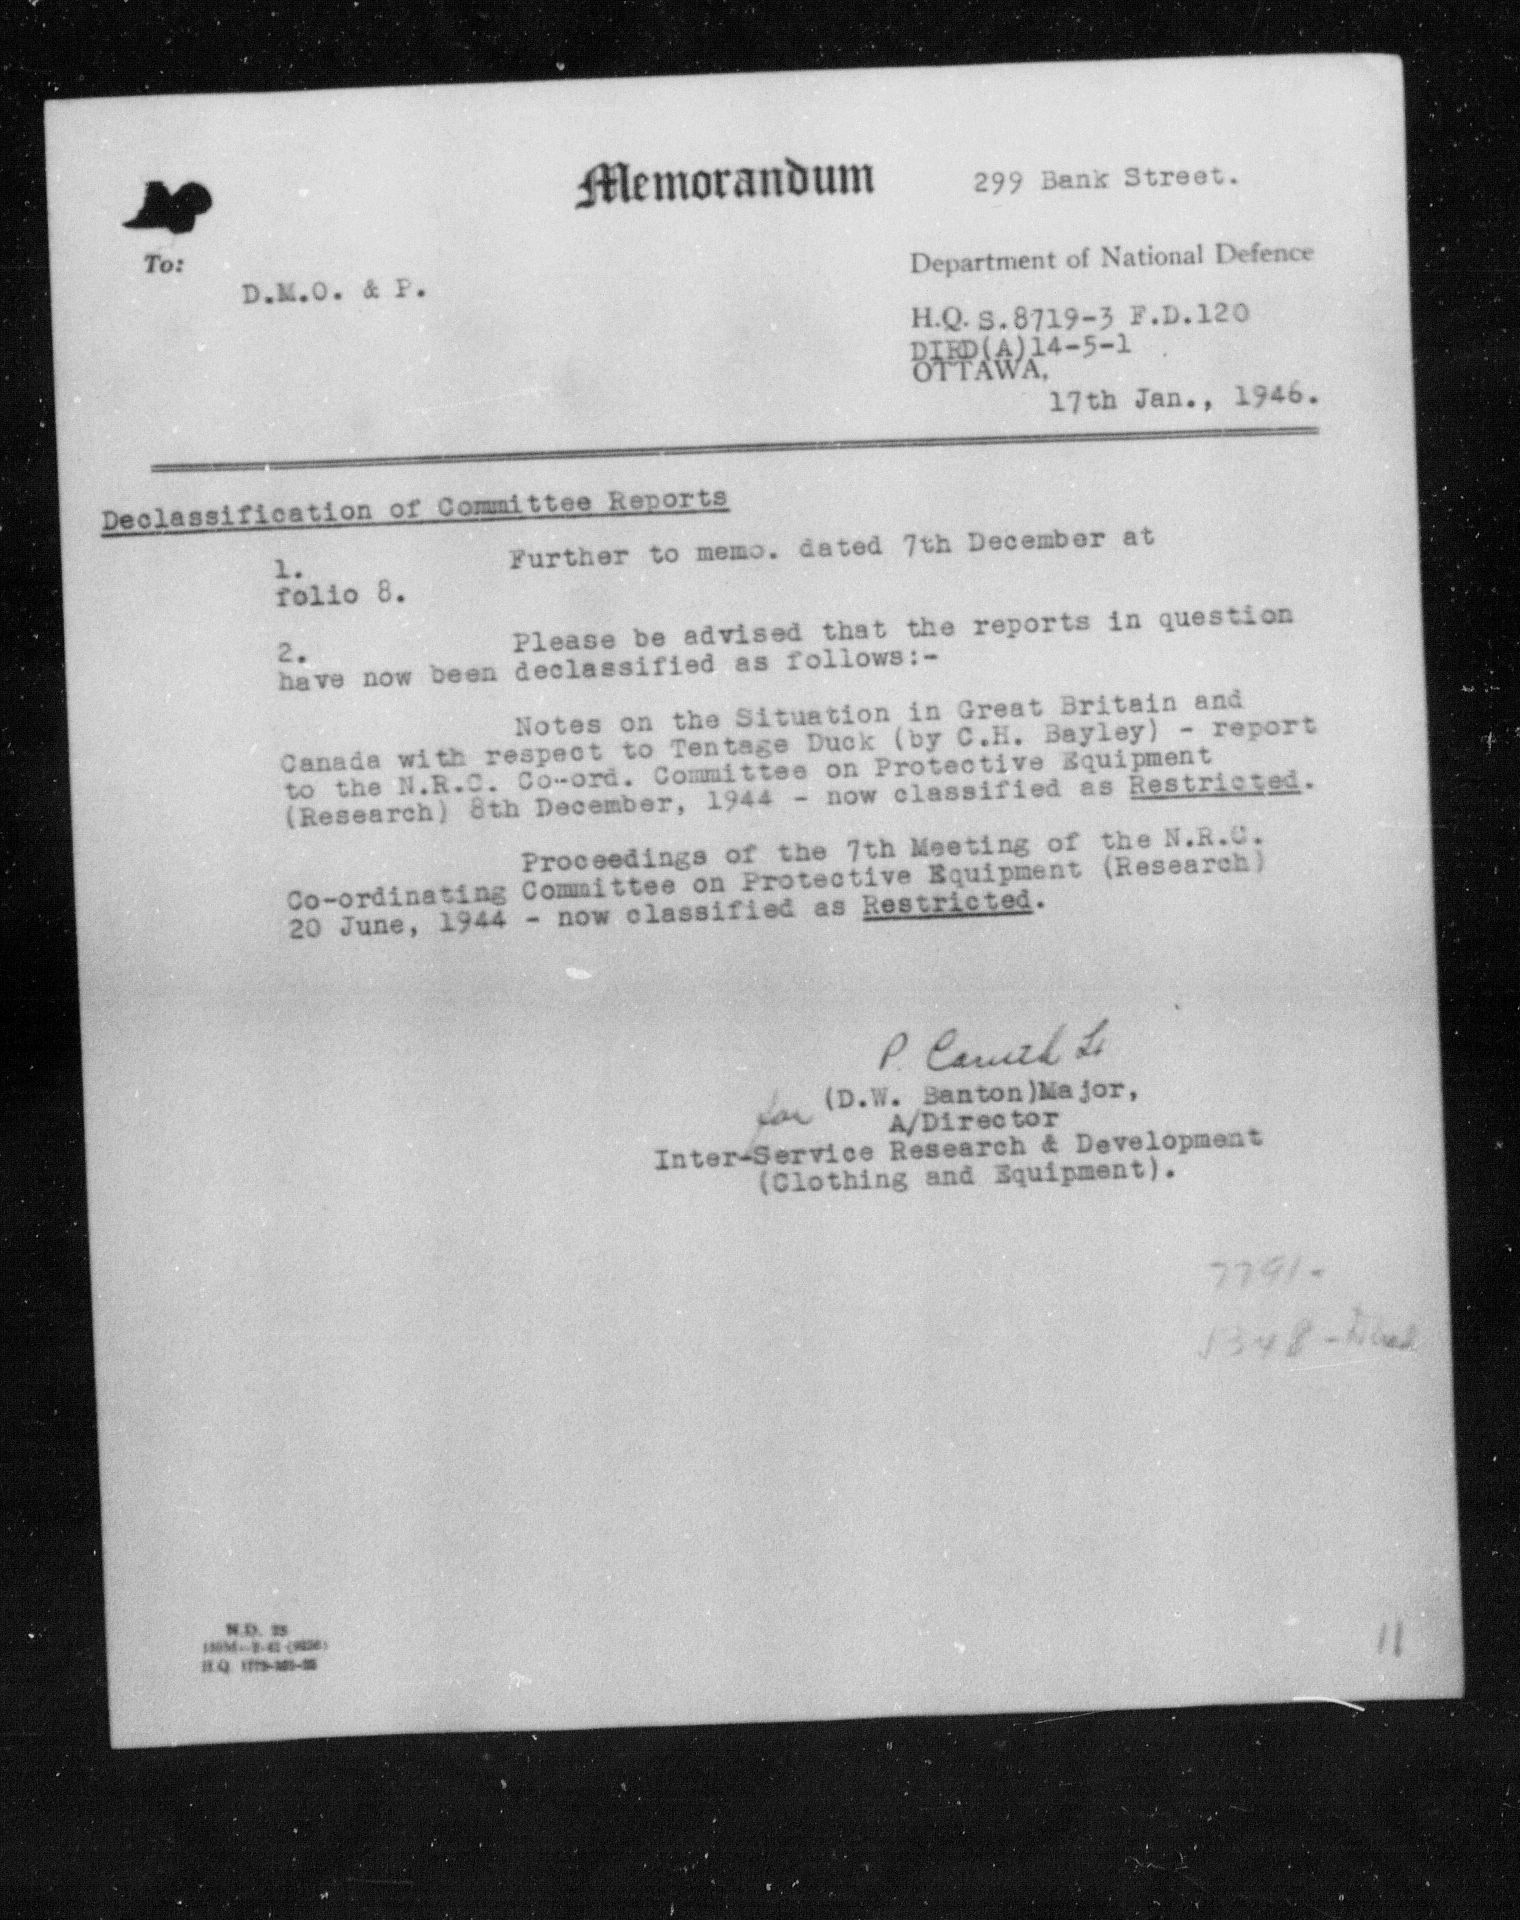 Memorandum
299 Bank Street.
To:
Department of National Defence
D.M.O. & P.
H.Q. S.8719-3 F.D.120
DIRD(A)14-5-1
OTTAWA,
17th Jan., 1946.
Declassification of Committee Reports
1. Further to memo. dated 7th December at
folio 8.
2. Please be advised that the reports in question
have now been declassified as follows:-
Notes on the Situation in Great Britain and
Canada with respect to Tentage Duck (by C.H. Bayley) - report
to the N.R.C. Co-ord. Committee on Protective Equipment
(Research) 8th December, 1944 - now classified as Restricted.
Proceedings of the 7th Meeting of the N.R.C.
Co-ordinating Committee on Protective Equipment (Research)
20 June, 1944 - now classified as Restricted.
P.
for (D.W. Banton)Major,
A/Director
Inter-Service Research & Development
(Clothing and Equipment).
7791-
1348-
N.D. 25
H.Q.
11